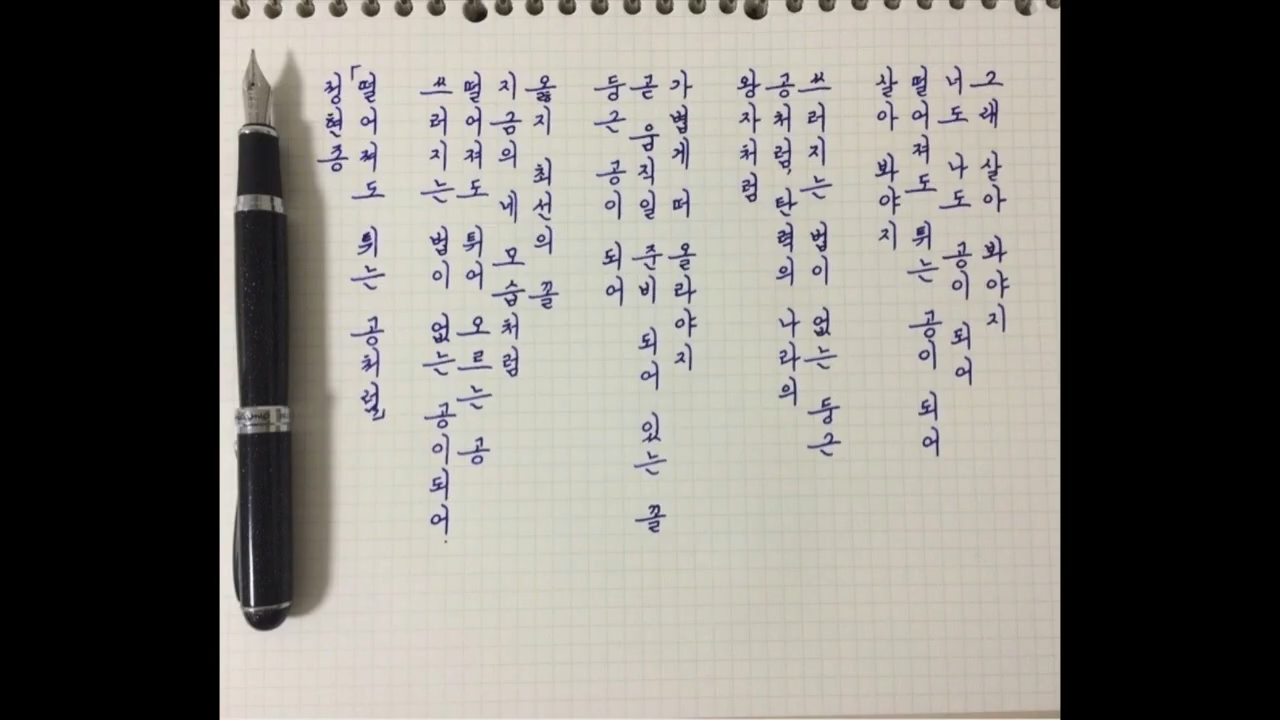 그래 살아 봐야지
너도 나도 공이 되어
떨어져도 튀는 공이 되어
살아 봐야지
쓰러지는 법이 없는 둥근
공처럼, 탄력의 나라의
왕자처럼
가볍게 떠올라야지
곧 움직일 준비 되어 있는 꼴
둥근 공이 되어
옳지 최선의 꼴
지금의 네 모습처럼
떨어져도 튀어 오르는 공
쓰러지는 법이 없는 공이 되어.
「떨어져도 튀는 공처럼」
정현종